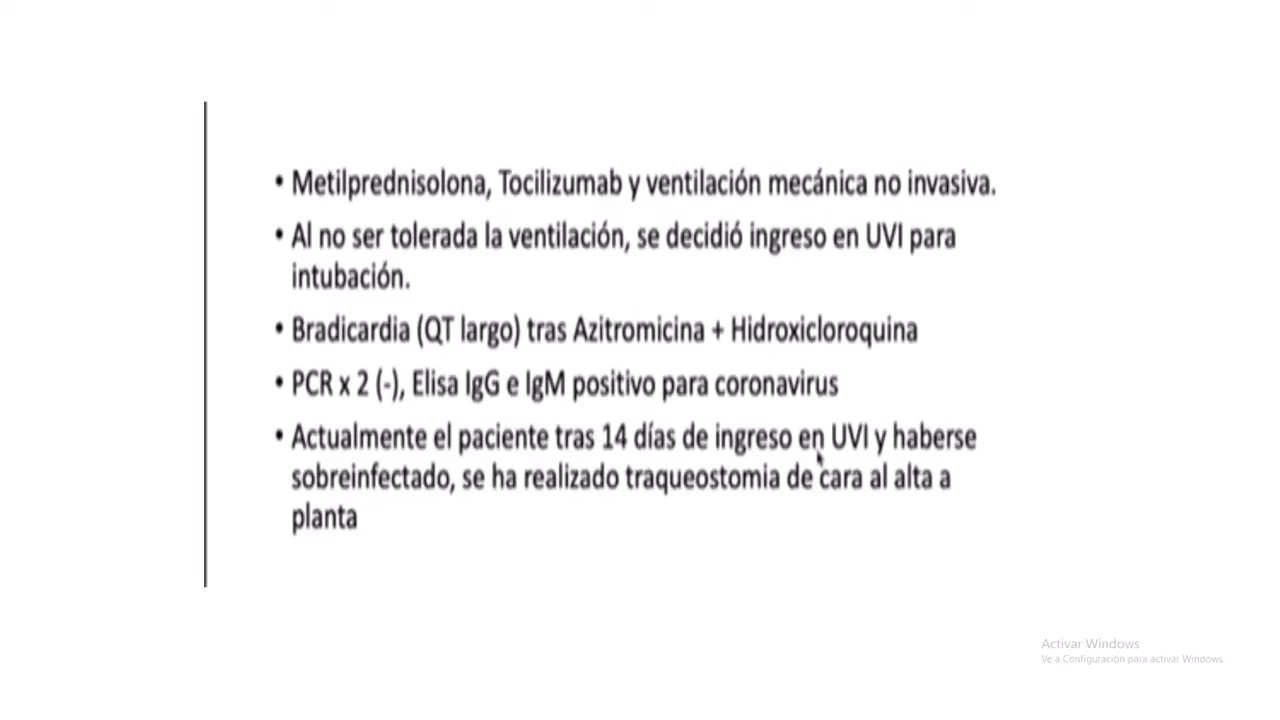 • Metilprednisolona, Tocilizumab y ventilación mecánica no invasiva.
• Al no ser tolerada la ventilación, se decidió ingreso en UVI para
intubación.
• Bradicardia (QT largo) tras Azitromicina + Hidroxicloroquina
• PCR x 2 (-), Elisa IgG e IgM positivo para coronavirus
• Actualmente el paciente tras 14 días de ingreso en UVI y haberse
sobreinfectado, se ha realizado traqueostomia de cara al alta a
planta
Activar Windows
Ve a Configuración para activar Windows.